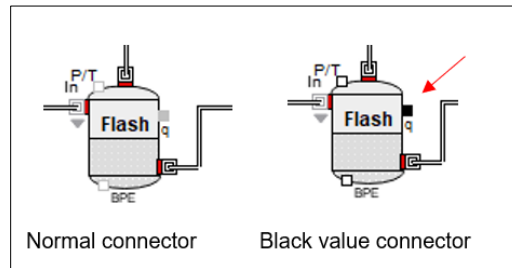 P/T
In
Flash
q
BPE
P/T
In
Flash
q
BPE
Normal connector
Black value connector